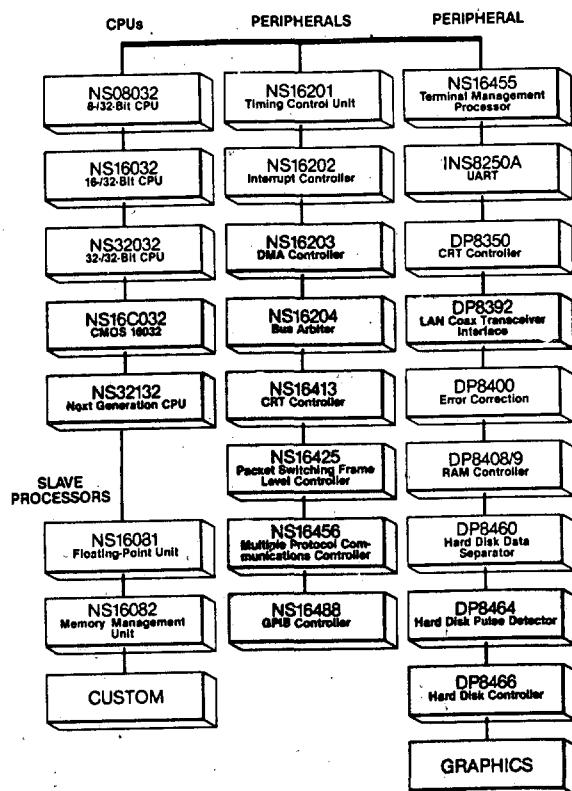 CPUs
NS08032
8-/32-Bit CPU
NS16032
16-/32-Bit CPU
NS32032
32-/32-Bit CPU
NS16C032
CMOS 16032
NS32132
Next Generation CPU
SLAVE
PROCESSORS
NS16081
Floating-Point Unit
NS16082
Memory Management
Unit
CUSTOM
PERIPHERALS
NS16201
Timing Control Unit
NS16202
Interrupt Controller
NS16203
DMA Controller
NS16204
Bus Arbiter
NS16413
CRT Controller
NS16425
Packet Switching Frame
Level Controller
NS16456
Multiple Protocol Com-
munications Controller
NS16488
GPIB Controller
PERIPHERAL
NS16455
Terminal Management
Processor
INS8250A
UART
DP8350
CRT Controller
DP8392
LAN Coax Transceiver
Interface
DP8400
Error Correction
DP8408/9
RAM Controller
DP8460
Hard Disk Data
Separator
DP8464
Hard Disk Pulse Detector
DP8466
Hard Disk Controller
GRAPHICS